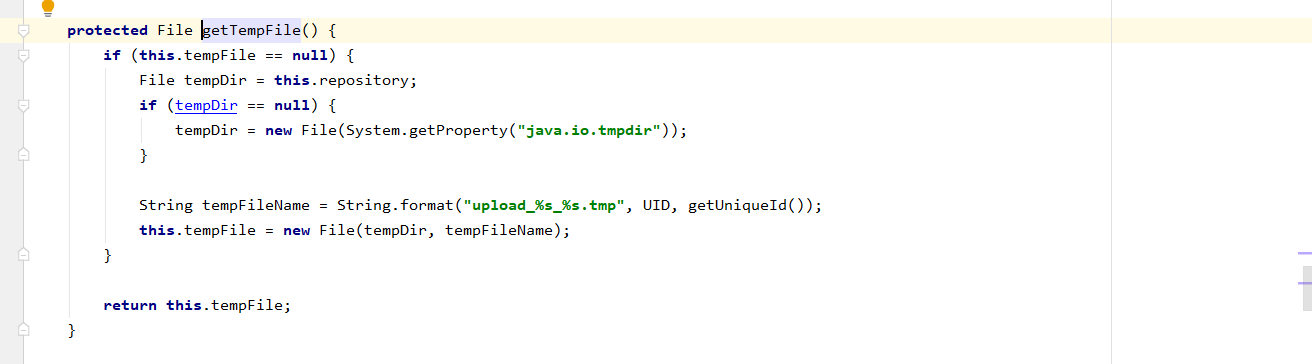 protected File getTempFile() {
if (this.tempFile == null) {
File tempDir = this.repository;
if (tempDir == null) {
tempDir = new File(System.getProperty("java.io.tmpdir"));
}
String tempFileName = String.format("upload_%s_%s.tmp", UID, getUniqueId());
this.tempFile = new File(tempDir, tempFileName);
}
return this.tempFile;
}